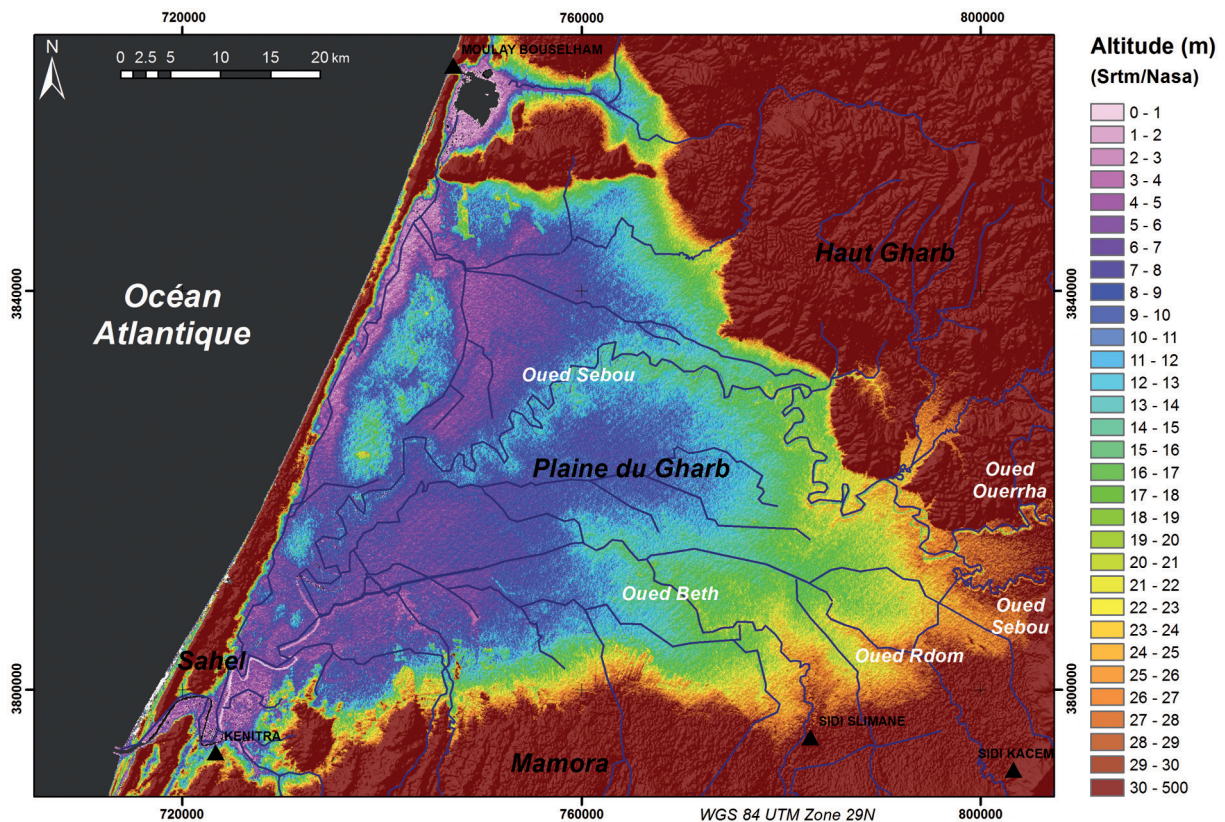 720000
760000
800000
N
0 2.5 5 10 15 20 km
MOULAY BOUSELHAM
Haut Gharb
3840000
3840000
Océan
Atlantique
Oued Sebou
Plaine du Gharb
Oued
Ouerrha
Oued Beth
Oued
Sebou
Oued Rdom
Sahel
3800000
3800000
KENITRA
SIDI SLIMANE
Mamora
SIDI KACEM
720000
760000
WGS 84 UTM Zone 29N
800000
Altitude (m)
(Srtm/Nasa)
0 - 1
1 - 2
2 - 3
3 - 4
4 - 5
5 - 6
6 - 7
7 - 8
8 - 9
9 - 10
10 - 11
11 - 12
12 - 13
13 - 14
14 - 15
15 - 16
16 - 17
17 - 18
18 - 19
19 - 20
20 - 21
21 - 22
22 - 23
23 - 24
24 - 25
25 - 26
26 - 27
27 - 28
28 - 29
29 - 30
30 - 500